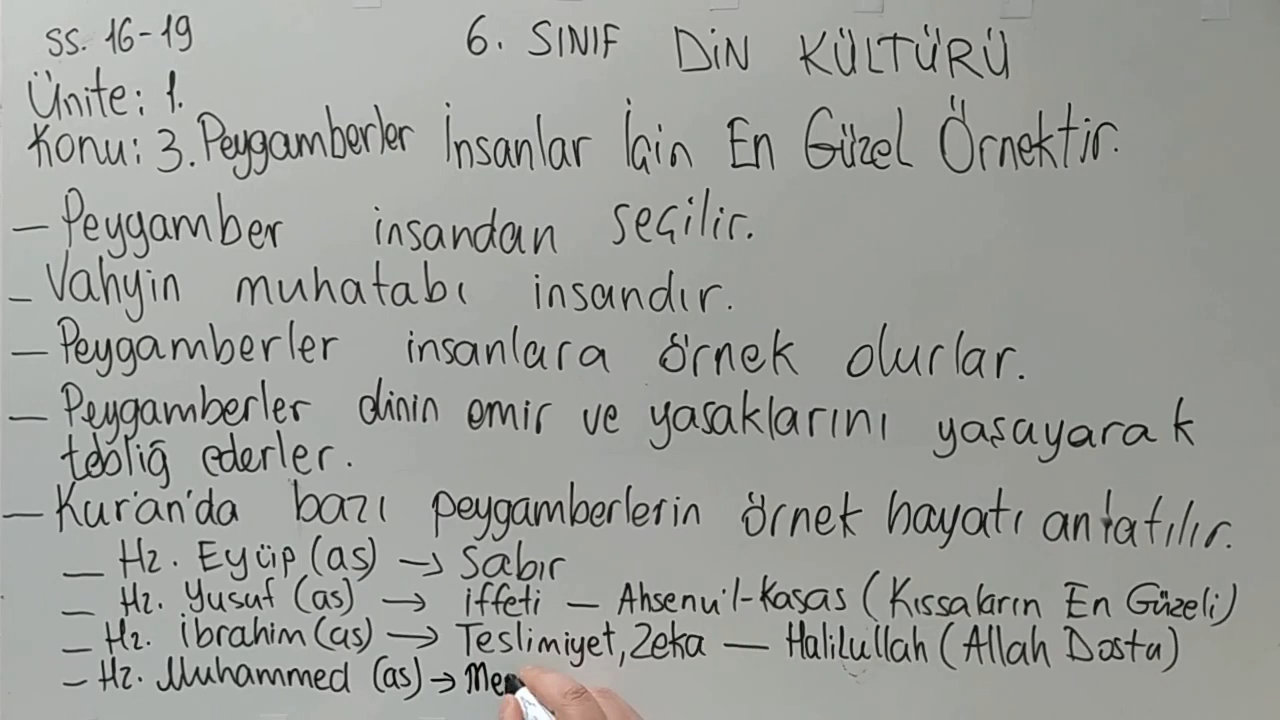 ss. 16-19
6. SINIF DİN KÜLTÜRÜ
Ünite: 1.
Konu: 3. Peygamberler İnsanlar İçin En Güzel Örnektir.
- Peygamber insandan seçilir.
- Vahyin muhatabı insandır.
- Peygamberler insanlara örnek olurlar.
- Peygamberler dinin emir ve yasaklarını yaşayarak
tebliğ ederler.
- Kur'an'da bazı peygamberlerin örnek hayatı anlatılır.
- Hz. Eyüp (as) → Sabır
- Hz. Yusuf (as) → iffeti - Ahsenu'l-Kasas (Kıssaların En Güzeli)
- Hz. İbrahim (as) → Teslimiyet, Zeka - Halilullah (Allah Dostu)
- Hz. Muhammed (as) → Me